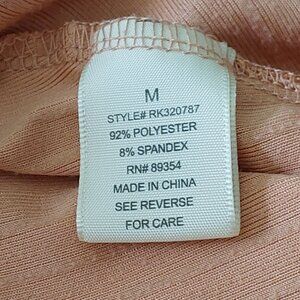 M
STYLE# RK320787
92% POLYESTER
8% SPANDEX
RN# 89354
MADE IN CHINA
SEE REVERSE
FOR CARE